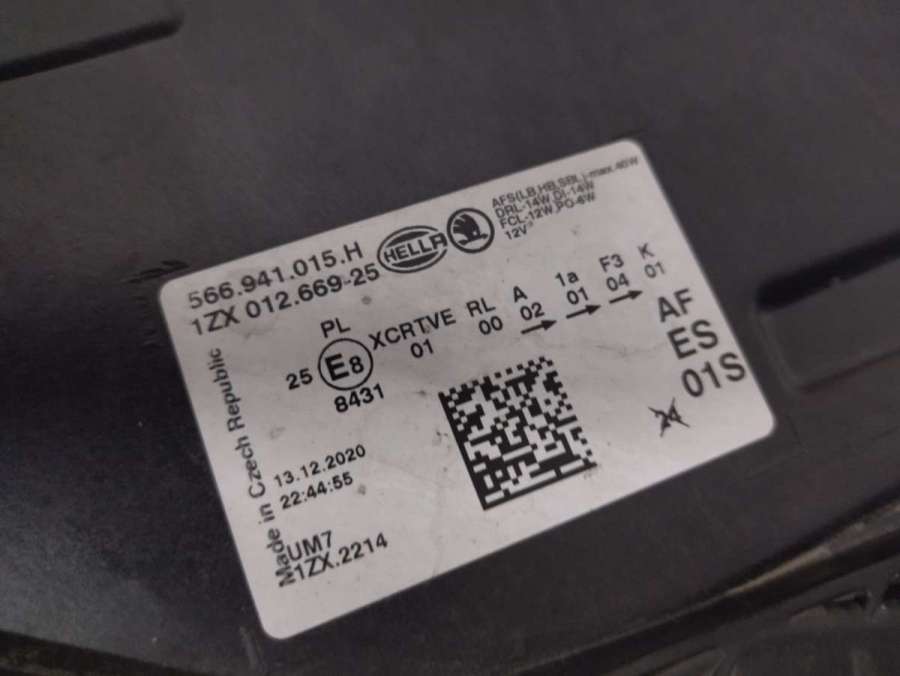 566.941.015.H
1ZX 012.669-25
HELLA
AFS(LB,HB,SBL)-max.40W
DRL-14W,DI-14W
FCL-12W,PO-6W
12V
PL
25 E8 XCRTVE RL A 1a F3 K
8431 01 00 02 01 04 01
AF
ES
01S
24
Made in Czech Republic
13.12.2020
22:44:55
UM7
1ZX.2214